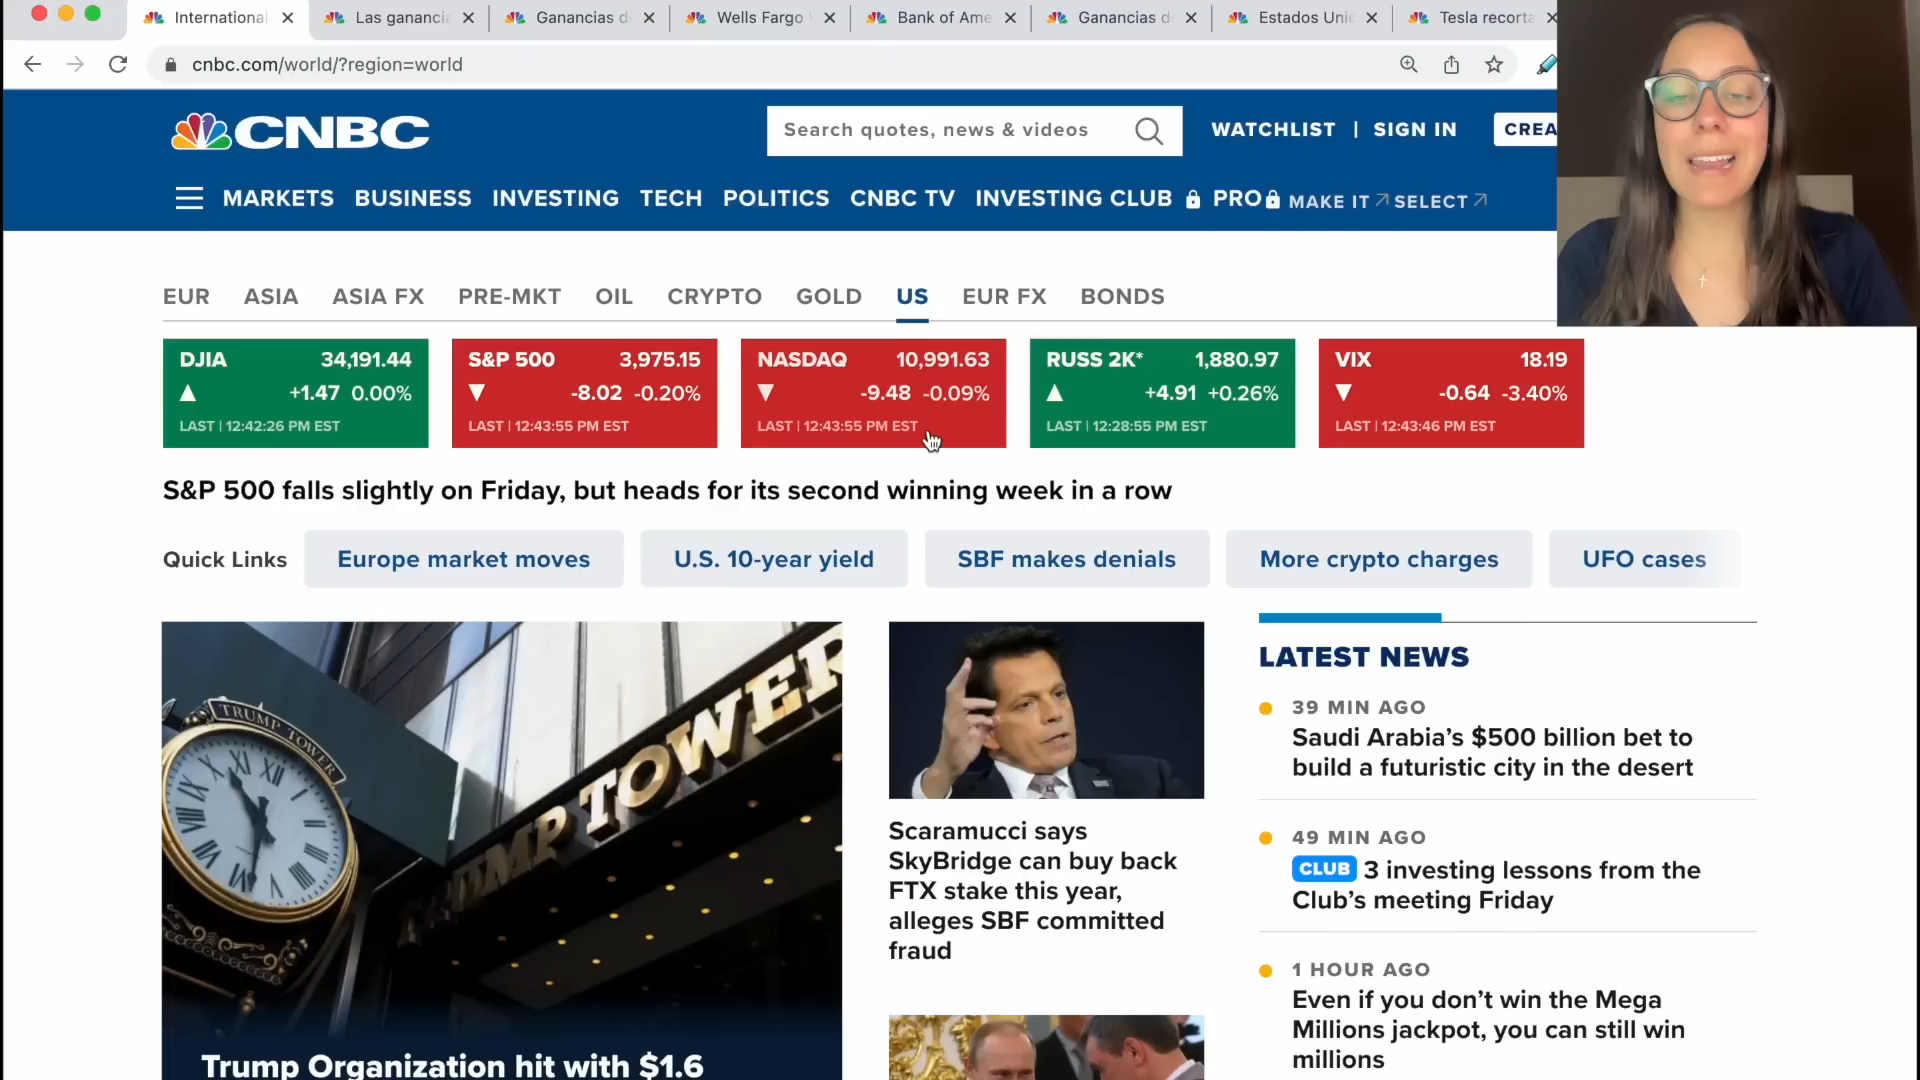 International
Las ganancia
Ganancias d
Wells Fargo
Bank of Ame
Ganancias d
Estados Unid
Tesla recorta
cnbc.com/world/?region=world
CNBC
Search quotes, news & videos
WATCHLIST | SIGN IN
CREA
MARKETS BUSINESS INVESTING TECH POLITICS CNBC TV INVESTING CLUB PRO MAKE IT SELECT
EUR ASIA ASIA FX PRE-MKT OIL CRYPTO GOLD US EUR FX BONDS
DJIA 34,191.44
+1.47 0.00%
LAST | 12:42:26 PM EST
S&P 500 3,975.15
-8.02 -0.20%
LAST | 12:43:55 PM EST
NASDAQ 10,991.63
-9.48 -0.09%
LAST | 12:43:55 PM EST
RUSS 2K* 1,880.97
+4.91 +0.26%
LAST | 12:28:55 PM EST
VIX 18.19
-0.64 -3.40%
LAST | 12:43:46 PM EST
S&P 500 falls slightly on Friday, but heads for its second winning week in a row
Quick Links Europe market moves U.S. 10-year yield SBF makes denials More crypto charges UFO cases
TRUMP TOWER
TRUMP TOWER
Trump Organization hit with $1.6
Scaramucci says
SkyBridge can buy back
FTX stake this year,
alleges SBF committed
fraud
LATEST NEWS
39 MIN AGO
Saudi Arabia’s $500 billion bet to
build a futuristic city in the desert
49 MIN AGO
CLUB 3 investing lessons from the
Club’s meeting Friday
1 HOUR AGO
Even if you don’t win the Mega
Millions jackpot, you can still win
millions